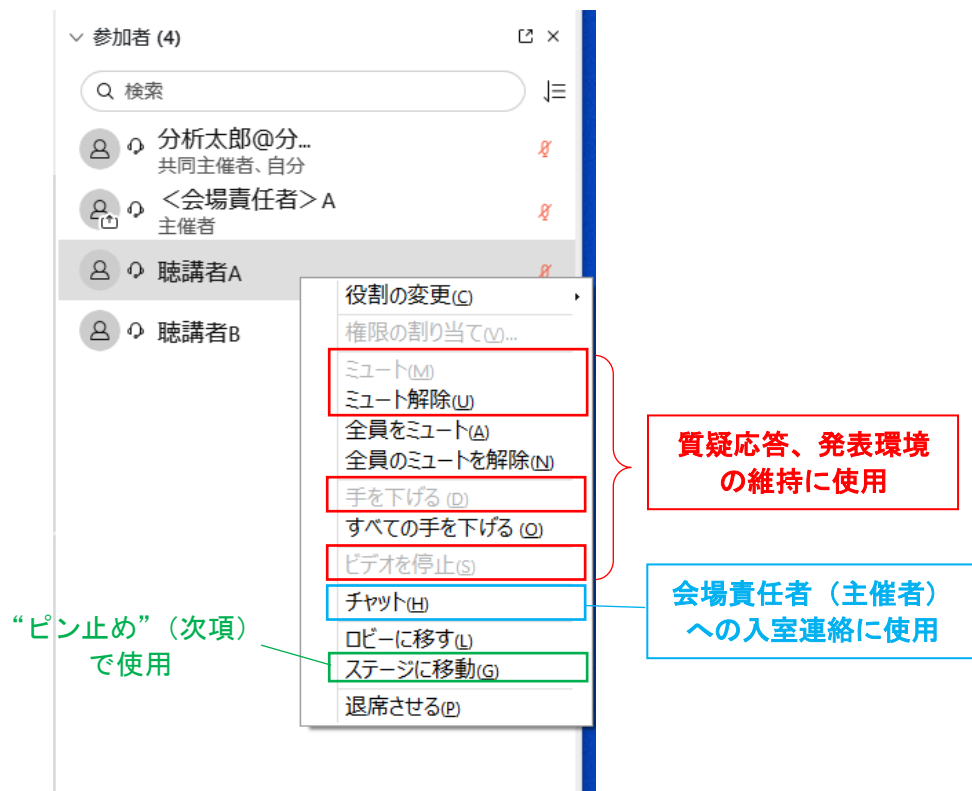 参加者 (4)
検索
分析太郎@分...
共同主催者、自分
＜会場責任者＞A
主催者
聴講者A
聴講者B
役割の変更(C)
権限の割り当て(V)...
ミュート(M)
ミュート解除(U)
全員をミュート(A)
全員のミュートを解除(N)
手を下げる (D)
すべての手を下げる (O)
ビデオを停止(S)
チャット(H)
ロビーに移す(L)
ステージに移動(G)
退席させる(P)
質疑応答、発表環境
の維持に使用
会場責任者（主催者）
への入室連絡に使用
“ピン止め”（次項）
で使用